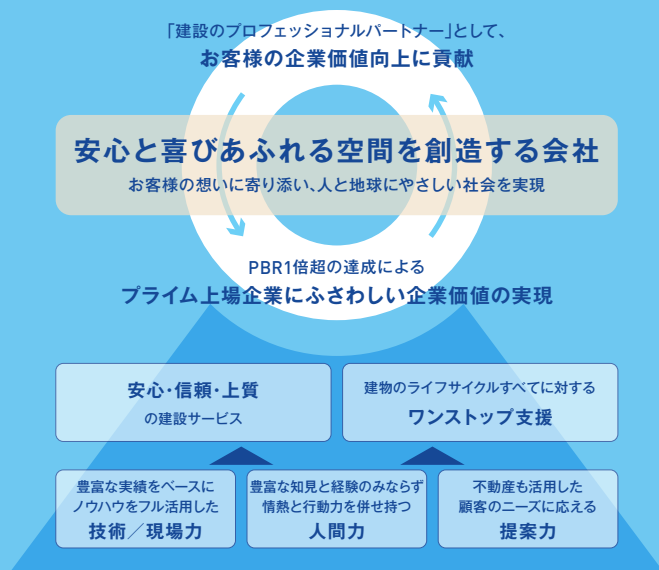 「建設のプロフェッショナルパートナー」として、
お客様の企業価値向上に貢献
安心と喜びあふれる空間を創造する会社
お客様の想いに寄り添い、人と地球にやさしい社会を実現
PBR1倍超の達成による
プライム上場企業にふさわしい企業価値の実現
安心・信頼・上質
の建設サービス
建物のライフサイクルすべてに対する
ワンストップ支援
豊富な実績をベースに
ノウハウをフル活用した
技術／現場力
豊富な知見と経験のみならず
情熱と行動力を併せ持つ
人間力
不動産も活用した
顧客のニーズに応える
提案力